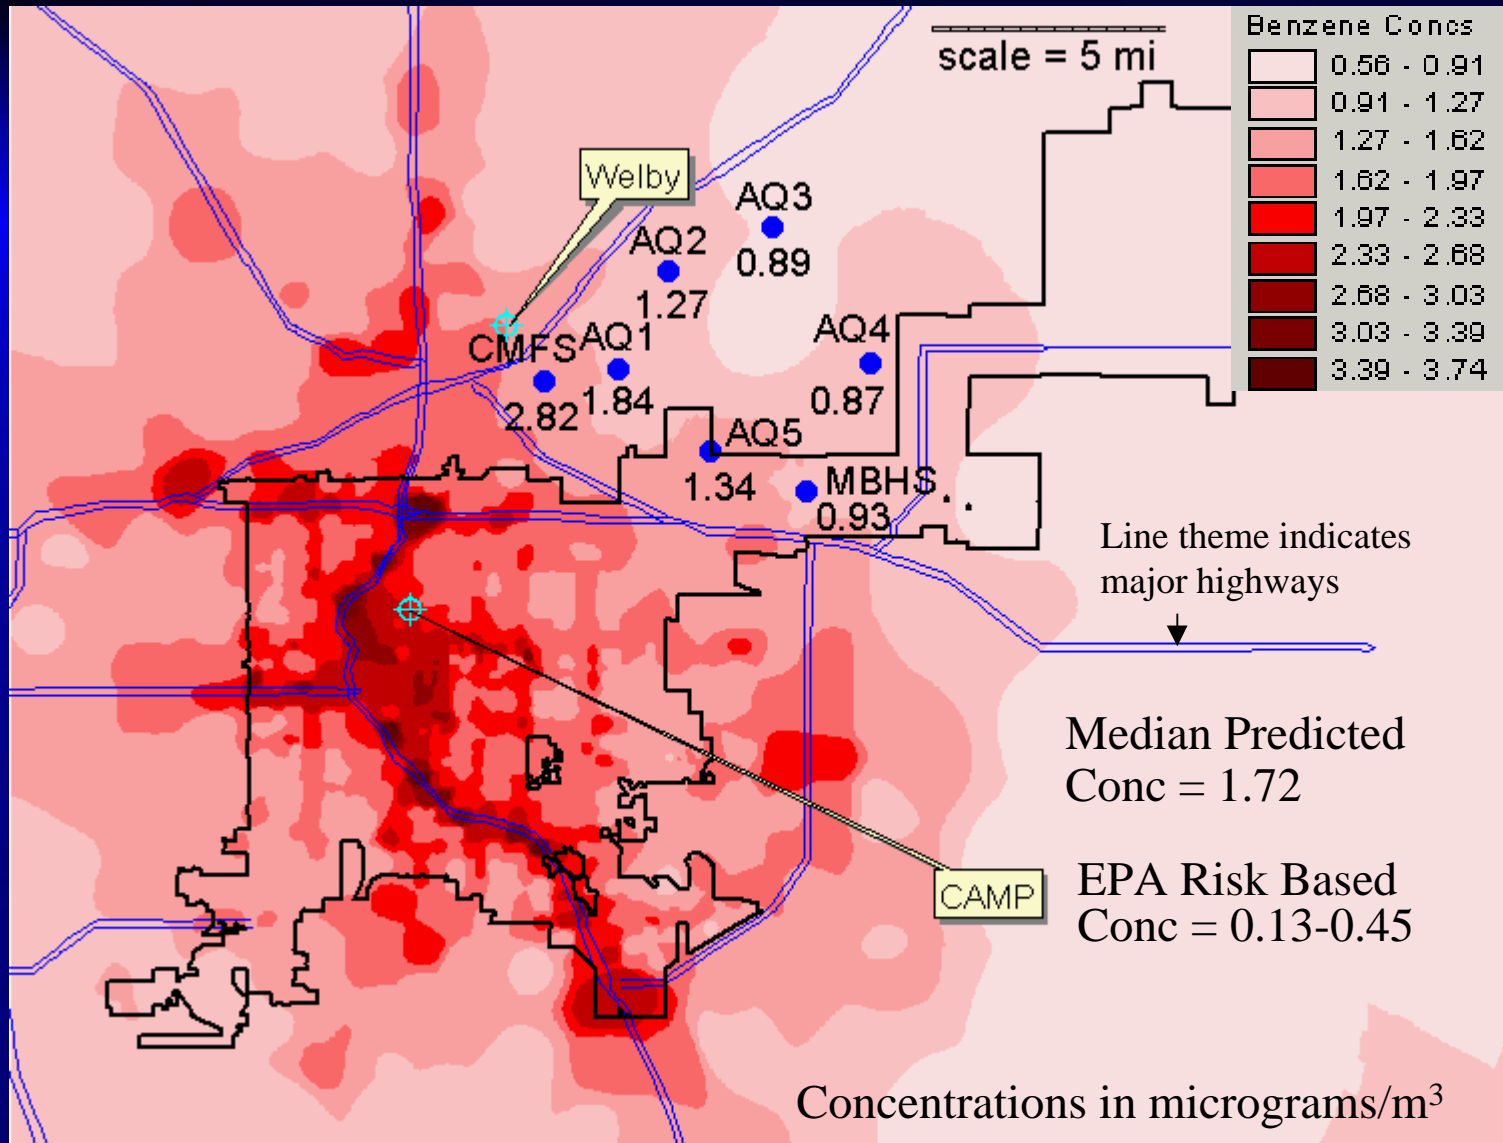 scale = 5 mi
Benzene Concs
0.56 - 0.91
0.91 - 1.27
1.27 - 1.62
1.62 - 1.97
1.97 - 2.33
2.33 - 2.68
2.68 - 3.03
3.03 - 3.39
3.39 - 3.74
Welby
AQ3
0.89
AQ2
1.27
CMFS
2.82
AQ1
1.84
AQ4
0.87
AQ5
1.34
MBHS
0.93
Line theme indicates
major highways
Median Predicted
Conc = 1.72
CAMP
EPA Risk Based
Conc = 0.13-0.45
Concentrations in micrograms/m³